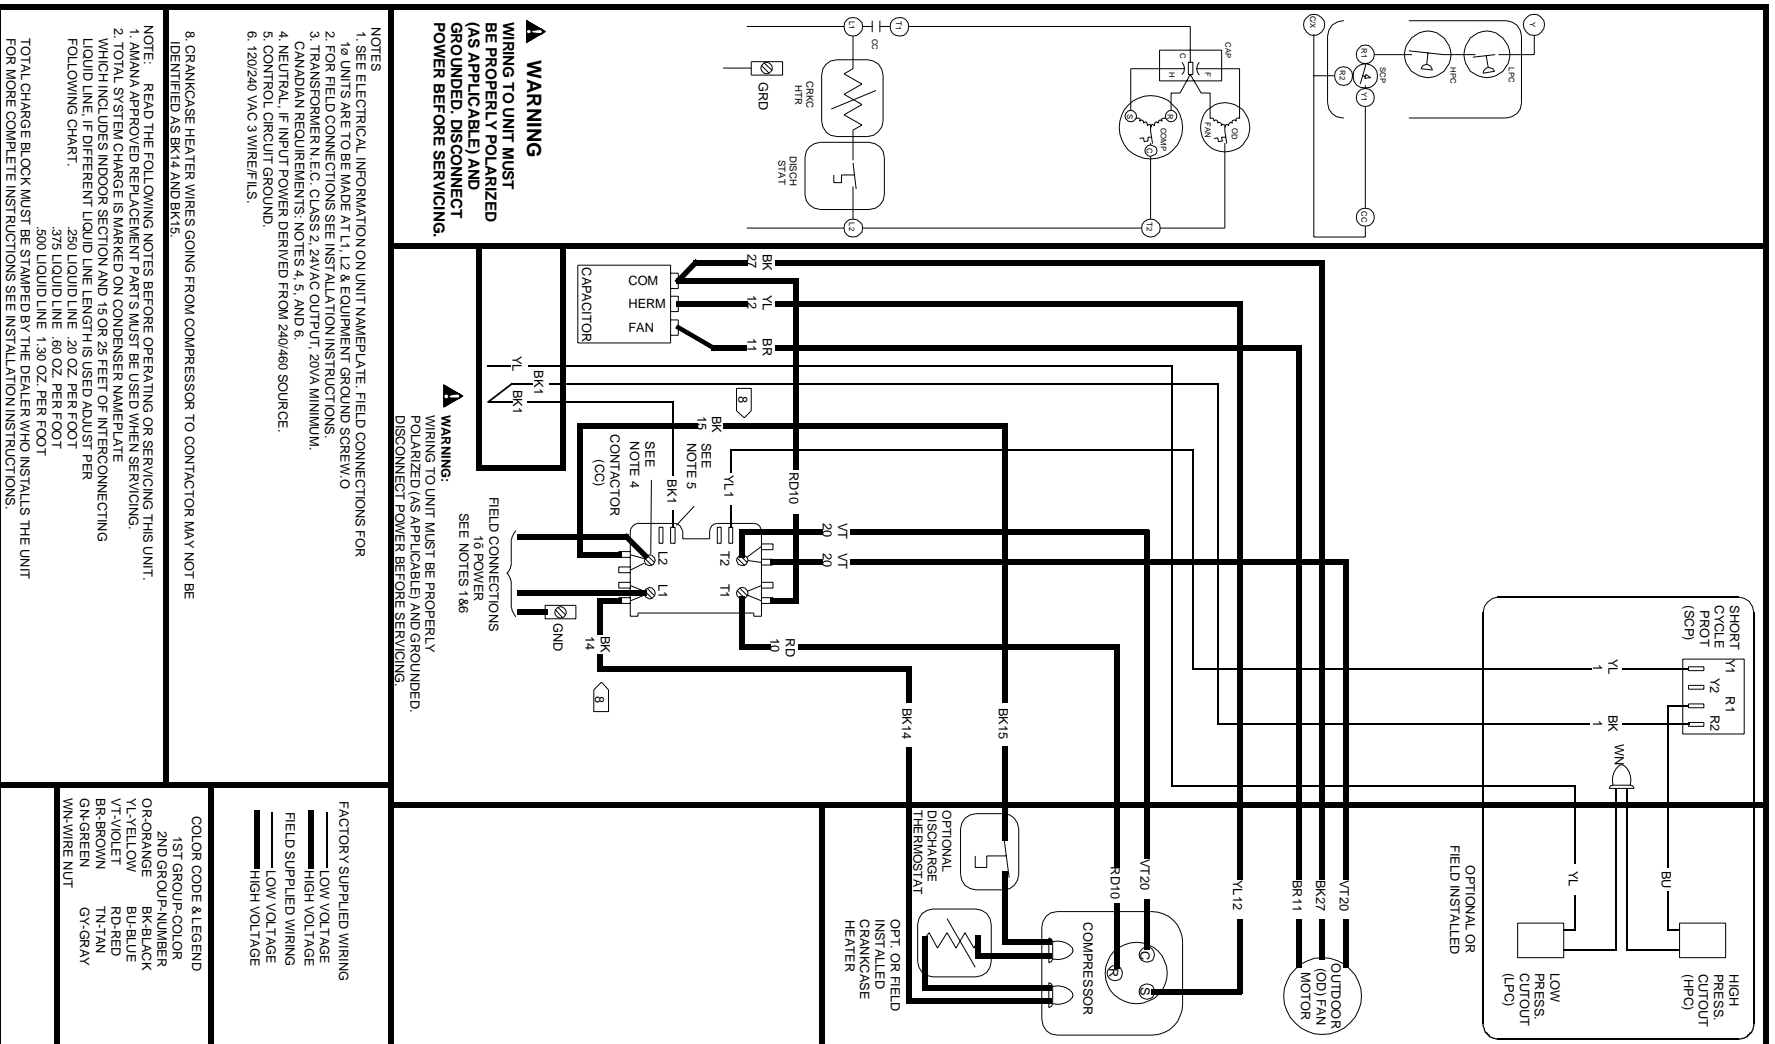 ⚠ WARNING
WIRING TO UNIT MUST
BE PROPERLY POLARIZED
(AS APPLICABLE) AND
GROUNDED. DISCONNECT
POWER BEFORE SERVICING.
L1
CC
T1
GRD
CRKC
HTR
DISCH
STAT
L2
CAP
C
H
F
S
R
COMP
C
OD
FAN
T2
C/X
Y
R1
SCP
R2
Y1
HPC
LPC
CC
NOTES
1. SEE ELECTRICAL INFORMATION ON UNIT NAMEPLATE. FIELD CONNECTIONS FOR
1ø UNITS ARE TO BE MADE AT L1, L2 & EQUIPMENT GROUND SCREW.O
2. FOR FIELD CONNECTIONS SEE INSTALLATION INSTRUCTIONS.
3. TRANSFORMER N.E.C. CLASS 2, 24VAC OUTPUT, 20VA MINIMUM.
CANADIAN REQUIREMENTS: NOTES 4, 5, AND 6.
4. NEUTRAL, IF INPUT POWER DERIVED FROM 240/460 SOURCE.
5. CONTROL CIRCUIT GROUND.
6. 120/240 VAC 3 WIRE/FILS.
8. CRANKCASE HEATER WIRES GOING FROM COMPRESSOR TO CONTACTOR MAY NOT BE
IDENTIFIED AS BK14 AND BK15.
NOTE: READ THE FOLLOWING NOTES BEFORE OPERATING OR SERVICING THIS UNIT.
1. AMANA APPROVED REPLACEMENT PARTS MUST BE USED WHEN SERVICING.
2. TOTAL SYSTEM CHARGE IS MARKED ON CONDENSER NAMEPLATE
WHICH INCLUDES INDOOR SECTION AND 15 OR 25 FEET OF INTERCONNECTING
LIQUID LINE, IF DIFFERENT LIQUID LINE LENGTH IS USED ADJUST PER
FOLLOWING CHART.
.250 LIQUID LINE .20 OZ. PER FOOT
.375 LIQUID LINE .60 OZ. PER FOOT
.500 LIQUID LINE 1.30 OZ. PER FOOT
TOTAL CHARGE BLOCK MUST BE STAMPED BY THE DEALER WHO INSTALLS THE UNIT
FOR MORE COMPLETE INSTRUCTIONS SEE INSTALLATION INSTRUCTIONS.
COM
HERM
FAN
CAPACITOR
BK
27
YL
12
BR
11
YL
BK1
BK1
8
BK
15
SEE
NOTE 5
SEE
NOTE 4
CONTACTOR
(CC)
BK1
YL1
RD10
VT
20
VT
20
L2
T2
L1
T1
RD
10
BK
14
8
GND
FIELD CONNECTIONS
1õ POWER
SEE NOTES 1&6
⚠ WARNING:
WIRING TO UNIT MUST BE PROPERLY
POLARIZED (AS APPLICABLE) AND GROUNDED.
DISCONNECT POWER BEFORE SERVICING.
SHORT
CYCLE
PROT
(SCP)
Y1
Y2
R1
R2
YL
1
BK
1
WN
BU
YL
OPTIONAL OR
FIELD INSTALLED
HIGH
PRESS.
CUTOUT
(HPC)
LOW
PRESS.
CUTOUT
(LPC)
BK14
BK15
RD10
VT20
YL12
BR11
BK27
VT20
OUTDOOR
(OD) FAN
MOTOR
OPTIONAL
DISCHARGE
THERMOSTAT
COMPRESSOR
C
R
S
OPT. OR FIELD
INSTALLED
CRANKCASE
HEATER
FACTORY SUPPLIED WIRING
LOW VOLTAGE
HIGH VOLTAGE
FIELD SUPPLIED WIRING
LOW VOLTAGE
HIGH VOLTAGE
COLOR CODE & LEGEND
1ST GROUP-COLOR
2ND GROUP-NUMBER
OR-ORANGE BK-BLACK
YL-YELLOW BU-BLUE
VT-VIOLET RD-RED
BR-BROWN TN-TAN
GN-GREEN GY-GRAY
WN-WIRE NUT